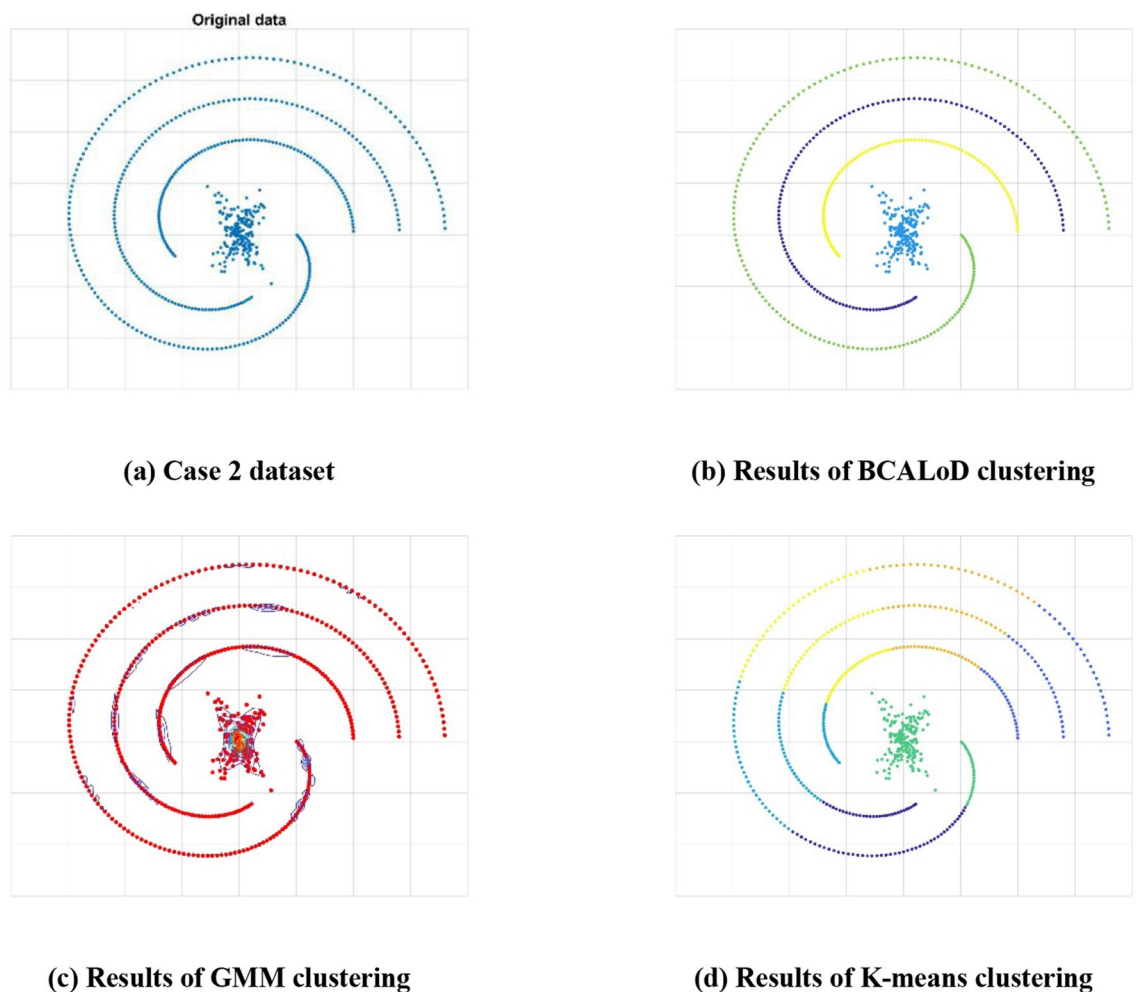 Original data
(a) Case 2 dataset
(b) Results of BCALoD clustering
(c) Results of GMM clustering
(d) Results of K-means clustering